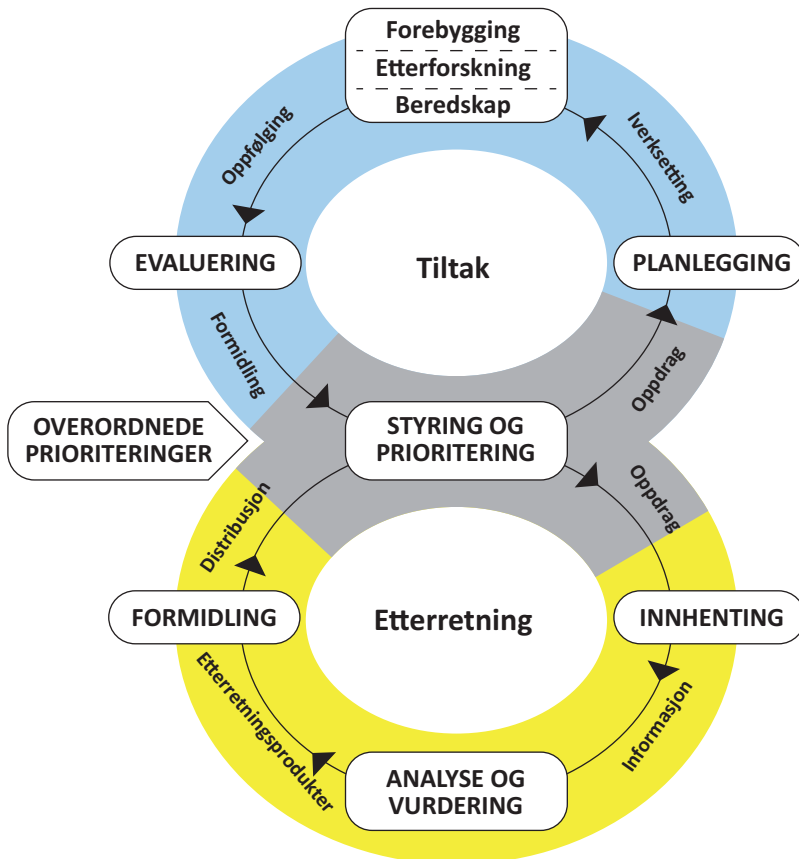 Forebygging
Etterforskning
Beredskap
Oppfølging
Iverksetting
EVALUERING
Tiltak
PLANLEGGING
Formidling
Oppdrag
OVERORDNEDE
PRIORITERINGER
STYRING OG
PRIORITERING
Distribusjon
Oppdrag
FORMIDLING
Etterretning
INNHENTING
Etterretningsprodukter
Informasjon
ANALYSE OG
VURDERING